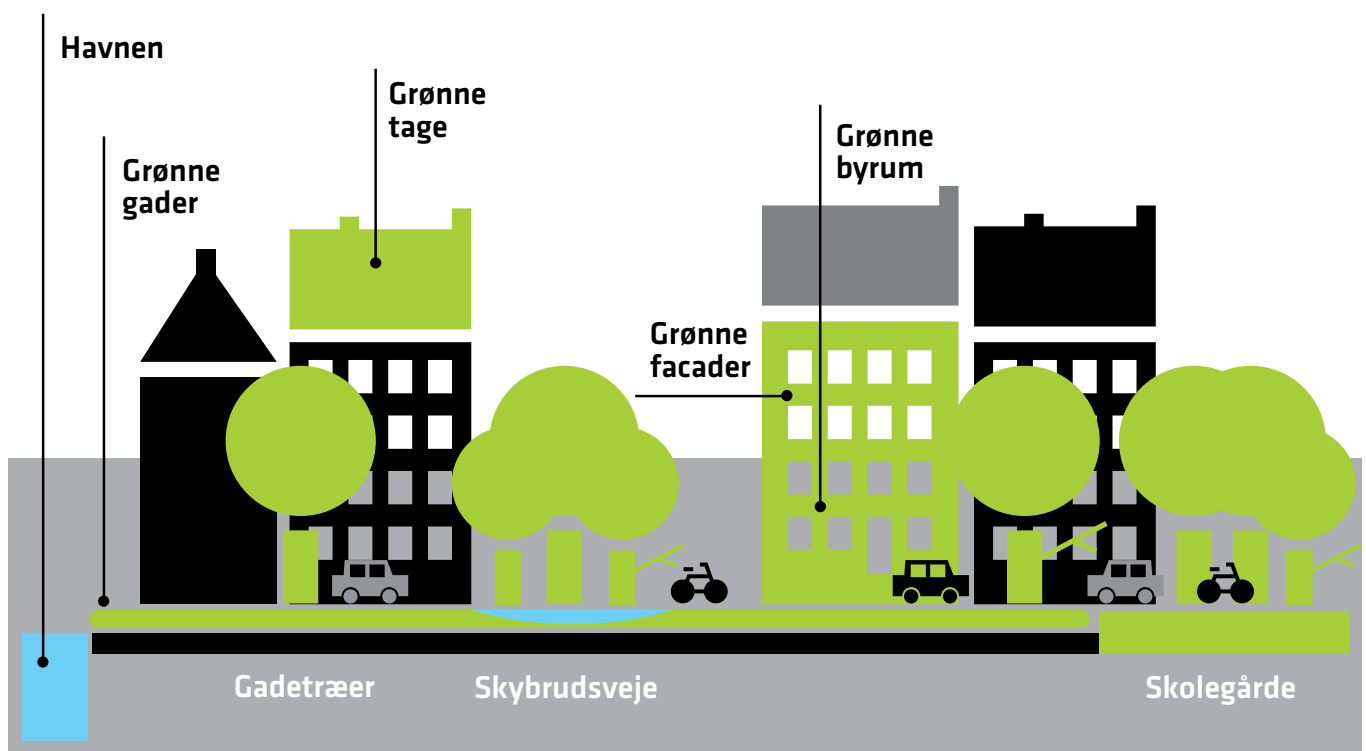 Havnen
Grønne
tage
Grønne
byrum
Grønne
gader
Grønne
facader
Gadetræer
Skybrudsveje
Skolegårde